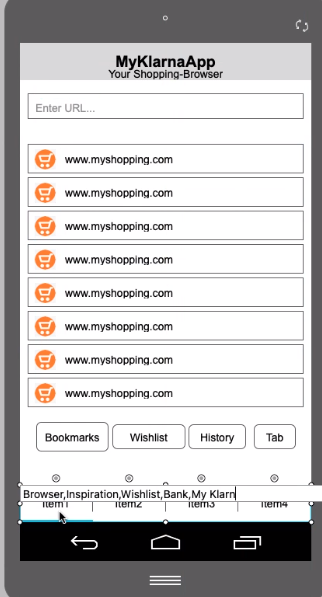 MyKlarnaApp
Your Shopping-Browser
Enter URL...
www.myshopping.com
www.myshopping.com
www.myshopping.com
www.myshopping.com
www.myshopping.com
www.myshopping.com
www.myshopping.com
www.myshopping.com
Bookmarks Wishlist History Tab
Browser,Inspiration,Wishlist,Bank,My Klarn
Item1 Item2 Item3 Item4